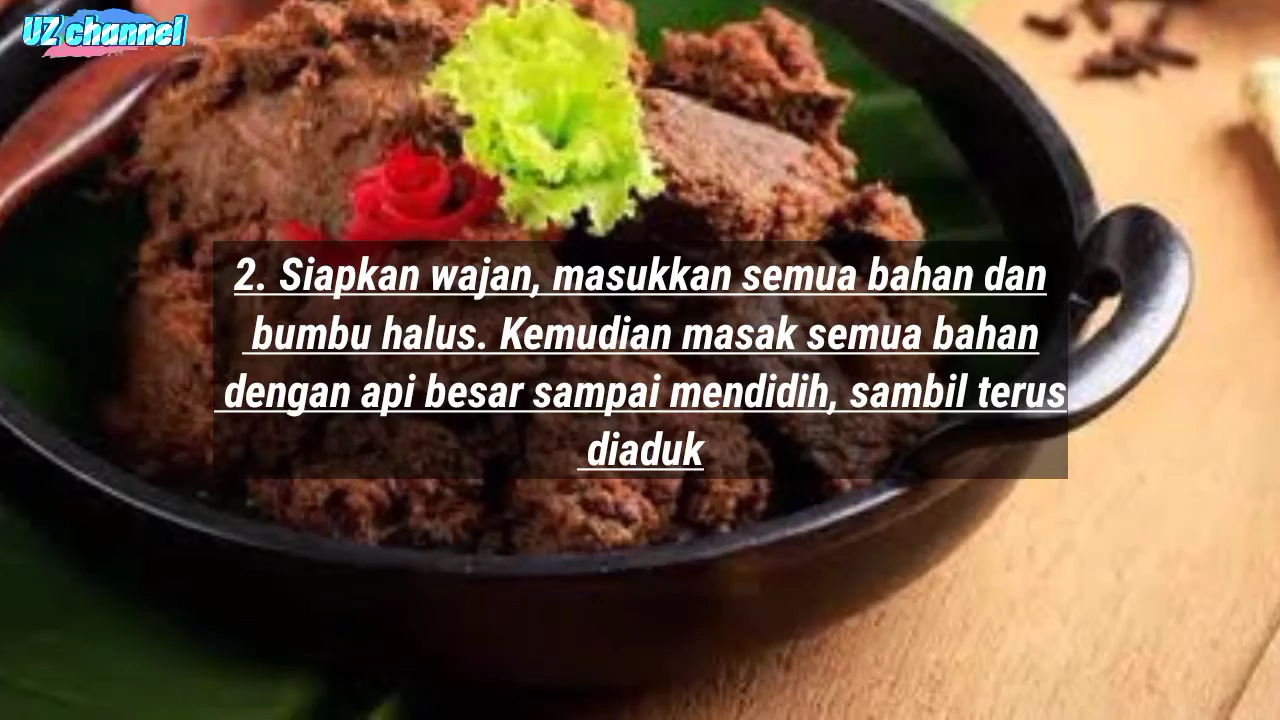 UZ channel
2. Siapkan wajan, masukkan semua bahan dan
bumbu halus. Kemudian masak semua bahan
dengan api besar sampai mendidih, sambil terus
diaduk